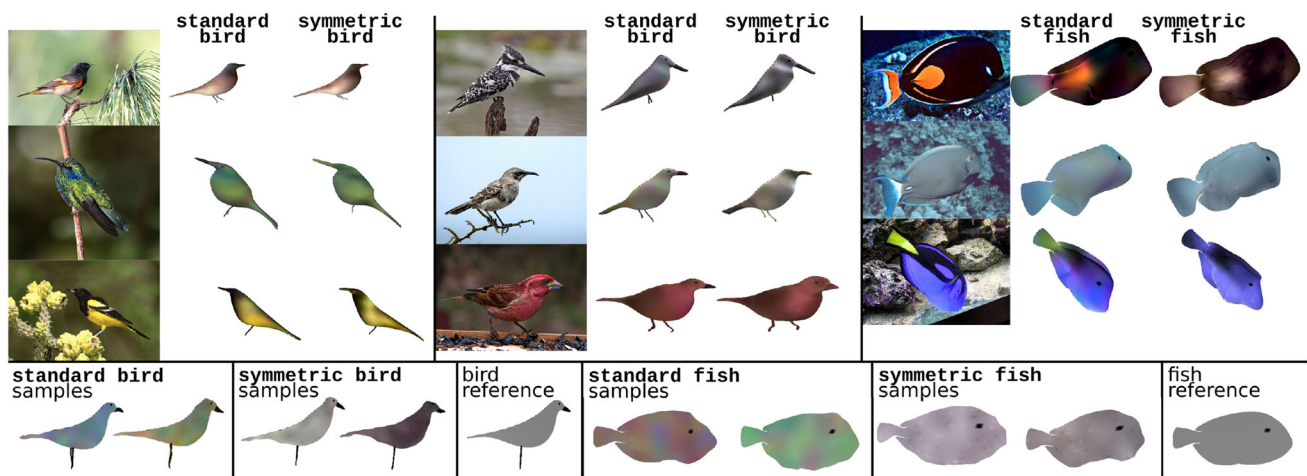 standard
bird
symmetric
bird
standard
bird
symmetric
bird
standard
fish
symmetric
fish
standard bird
samples
symmetric bird
samples
bird
reference
standard fish
samples
symmetric fish
samples
fish
reference